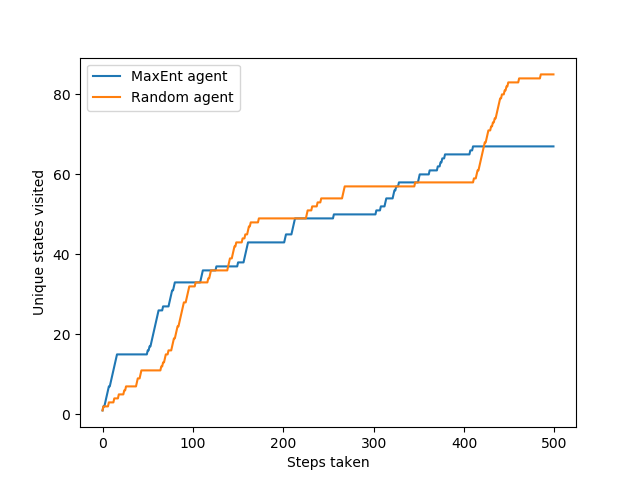 MaxEnt agent
Random agent
80
60
40
20
0
Unique states visited
0 100 200 300 400 500
Steps taken